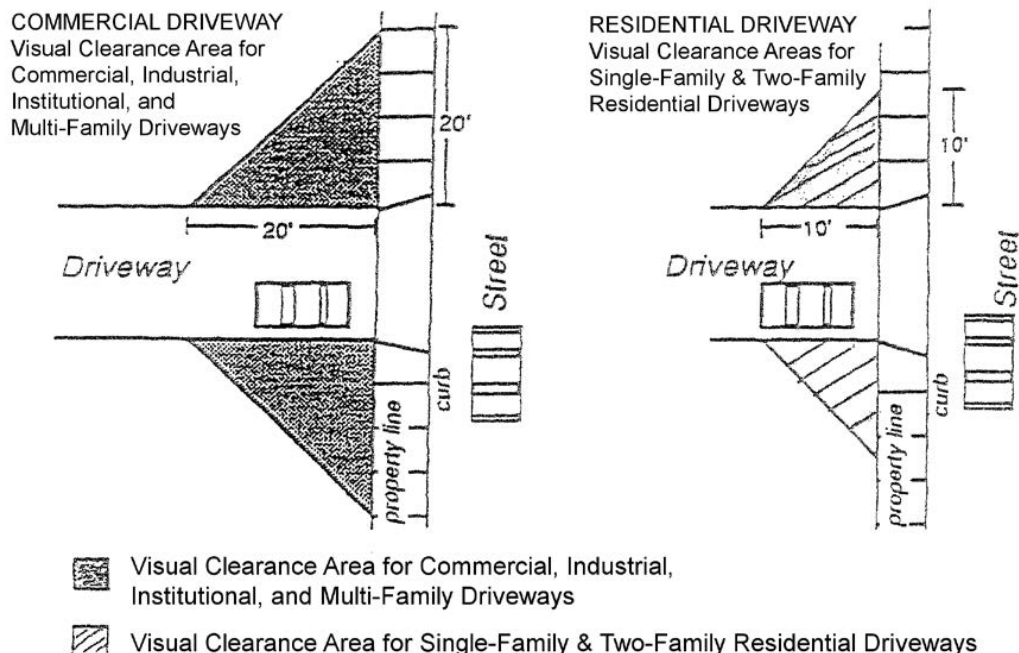 COMMERCIAL DRIVEWAY
Visual Clearance Area for
Commercial, Industrial,
Institutional, and
Multi-Family Driveways
20'
20'
Driveway
Street
curb
property line
RESIDENTIAL DRIVEWAY
Visual Clearance Areas for
Single-Family & Two-Family
Residential Driveways
10'
10'
Driveway
Street
curb
property line
Visual Clearance Area for Commercial, Industrial,
Institutional, and Multi-Family Driveways
Visual Clearance Area for Single-Family & Two-Family Residential Driveways